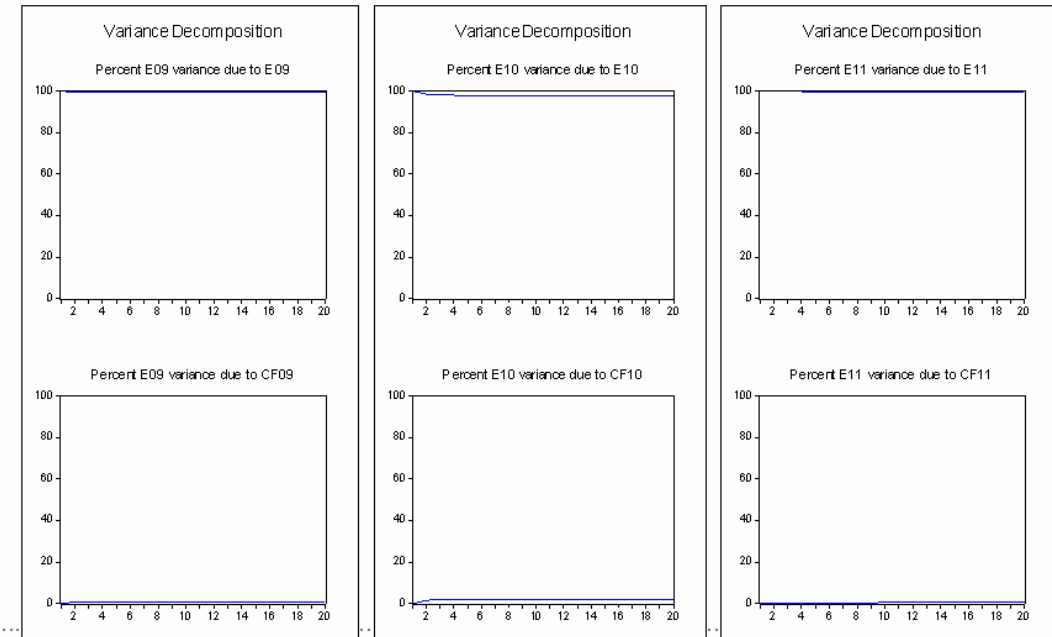 Variance Decomposition
Percent E09 variance due to E09
100
80
60
40
20
0
2 4 6 8 10 12 14 16 18 20
Percent E09 variance due to CF09
100
80
60
40
20
0
2 4 6 8 10 12 14 16 18 20
Variance Decomposition
Percent E10 variance due to E10
100
80
60
40
20
0
2 4 6 8 10 12 14 16 18 20
Percent E10 variance due to CF10
100
80
60
40
20
0
2 4 6 8 10 12 14 16 18 20
Variance Decomposition
Percent E11 variance due to E11
100
80
60
40
20
0
2 4 6 8 10 12 14 16 18 20
Percent E11 variance due to CF11
100
80
60
40
20
0
2 4 6 8 10 12 14 16 18 20